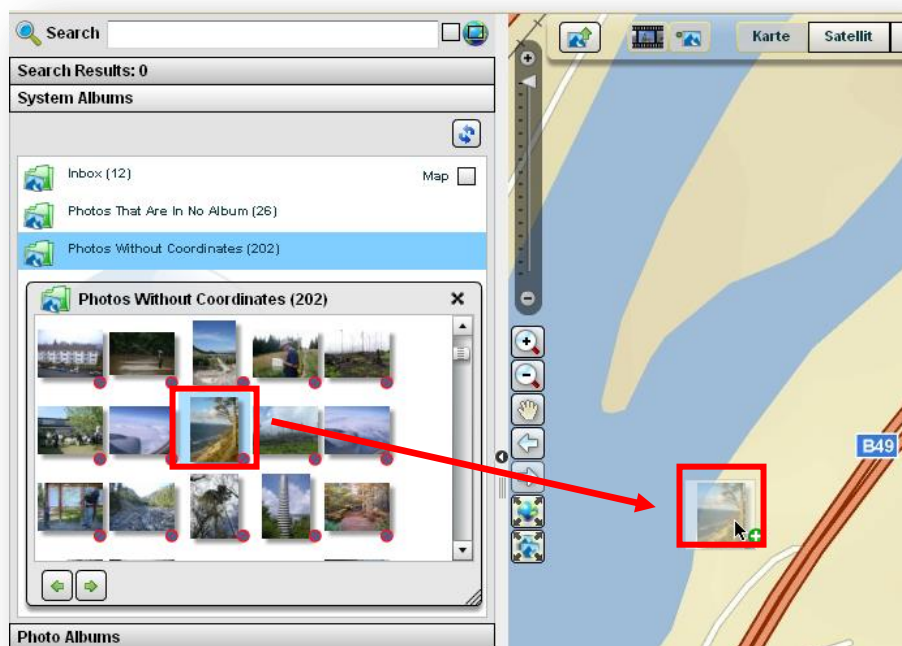 Search
Karte
Satellit
Search Results: 0
System Albums
Inbox (12)
Map
Photos That Are In No Album (26)
Photos Without Coordinates (202)
Photos Without Coordinates (202)
B49
Photo Albums